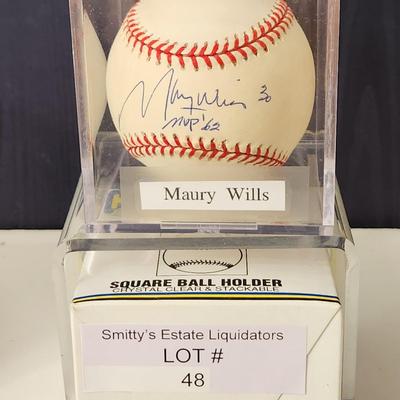 Maury Wills 30
MVP '62
Maury Wills
SQUARE BALL HOLDER
CRYSTAL CLEAR & STACKABLE
Smitty's Estate Liquidators
LOT #
48